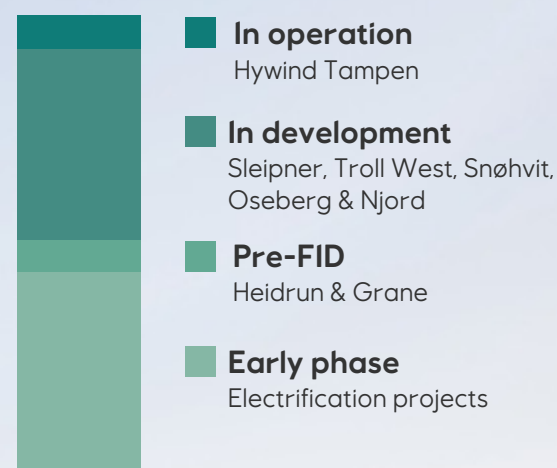 In operation
Hywind Tampen
In development
Sleipner, Troll West, Snøhvit,
Oseberg & Njord
Pre-FID
Heidrun & Grane
Early phase
Electrification projects